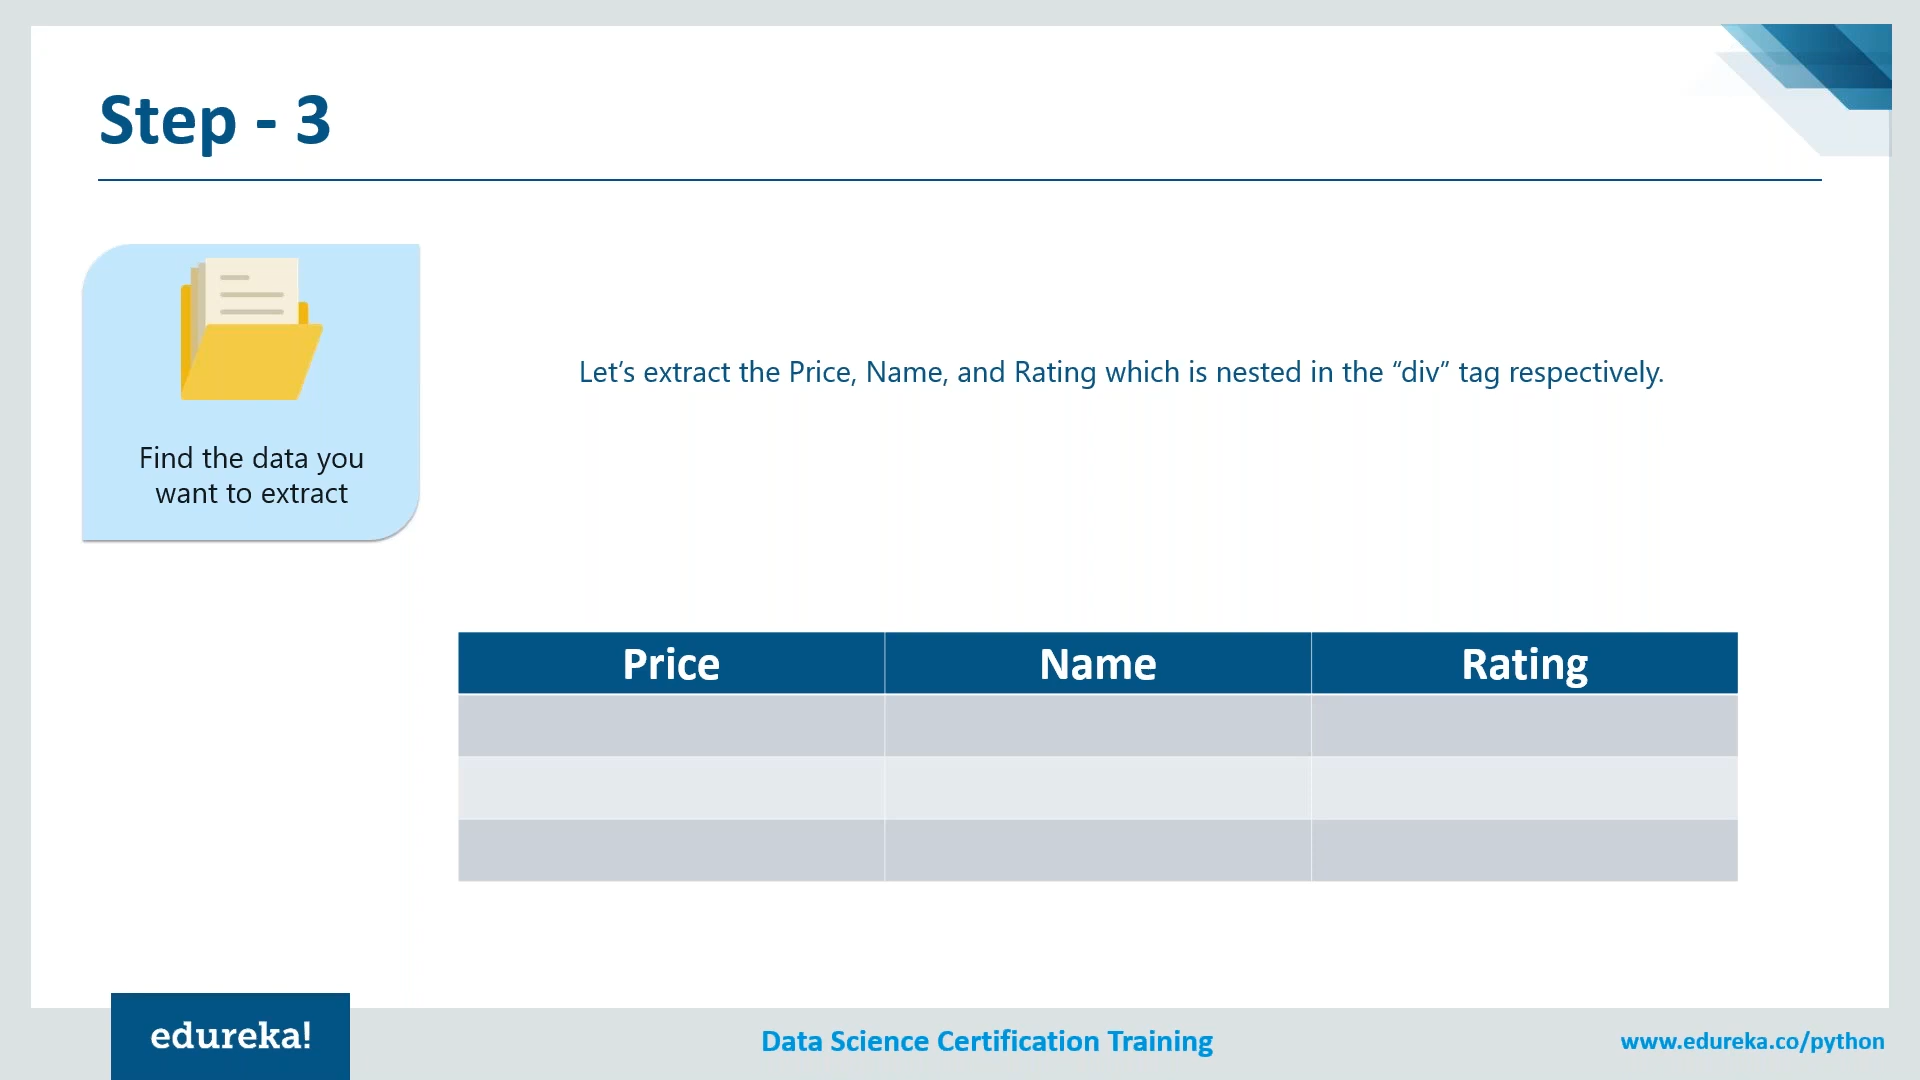 Step - 3
Find the data you
want to extract
Let‘s extract the Price, Name, and Rating which is nested in the “div” tag respectively.
Price Name Rating
edureka!
Data Science Certification Training
www.edureka.co/python